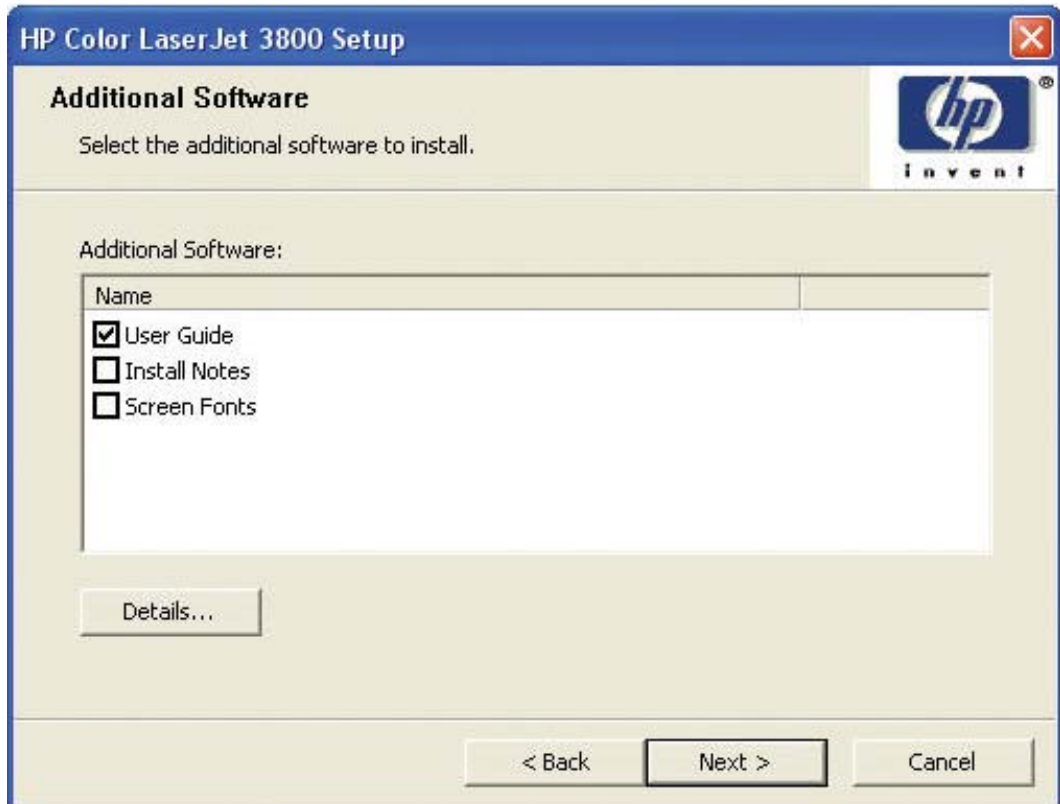 HP Color LaserJet 3800 Setup
Additional Software
Select the additional software to install.
hp
®
invent
Additional Software:
Name
User Guide
Install Notes
Screen Fonts
Details...
< Back
Next >
Cancel